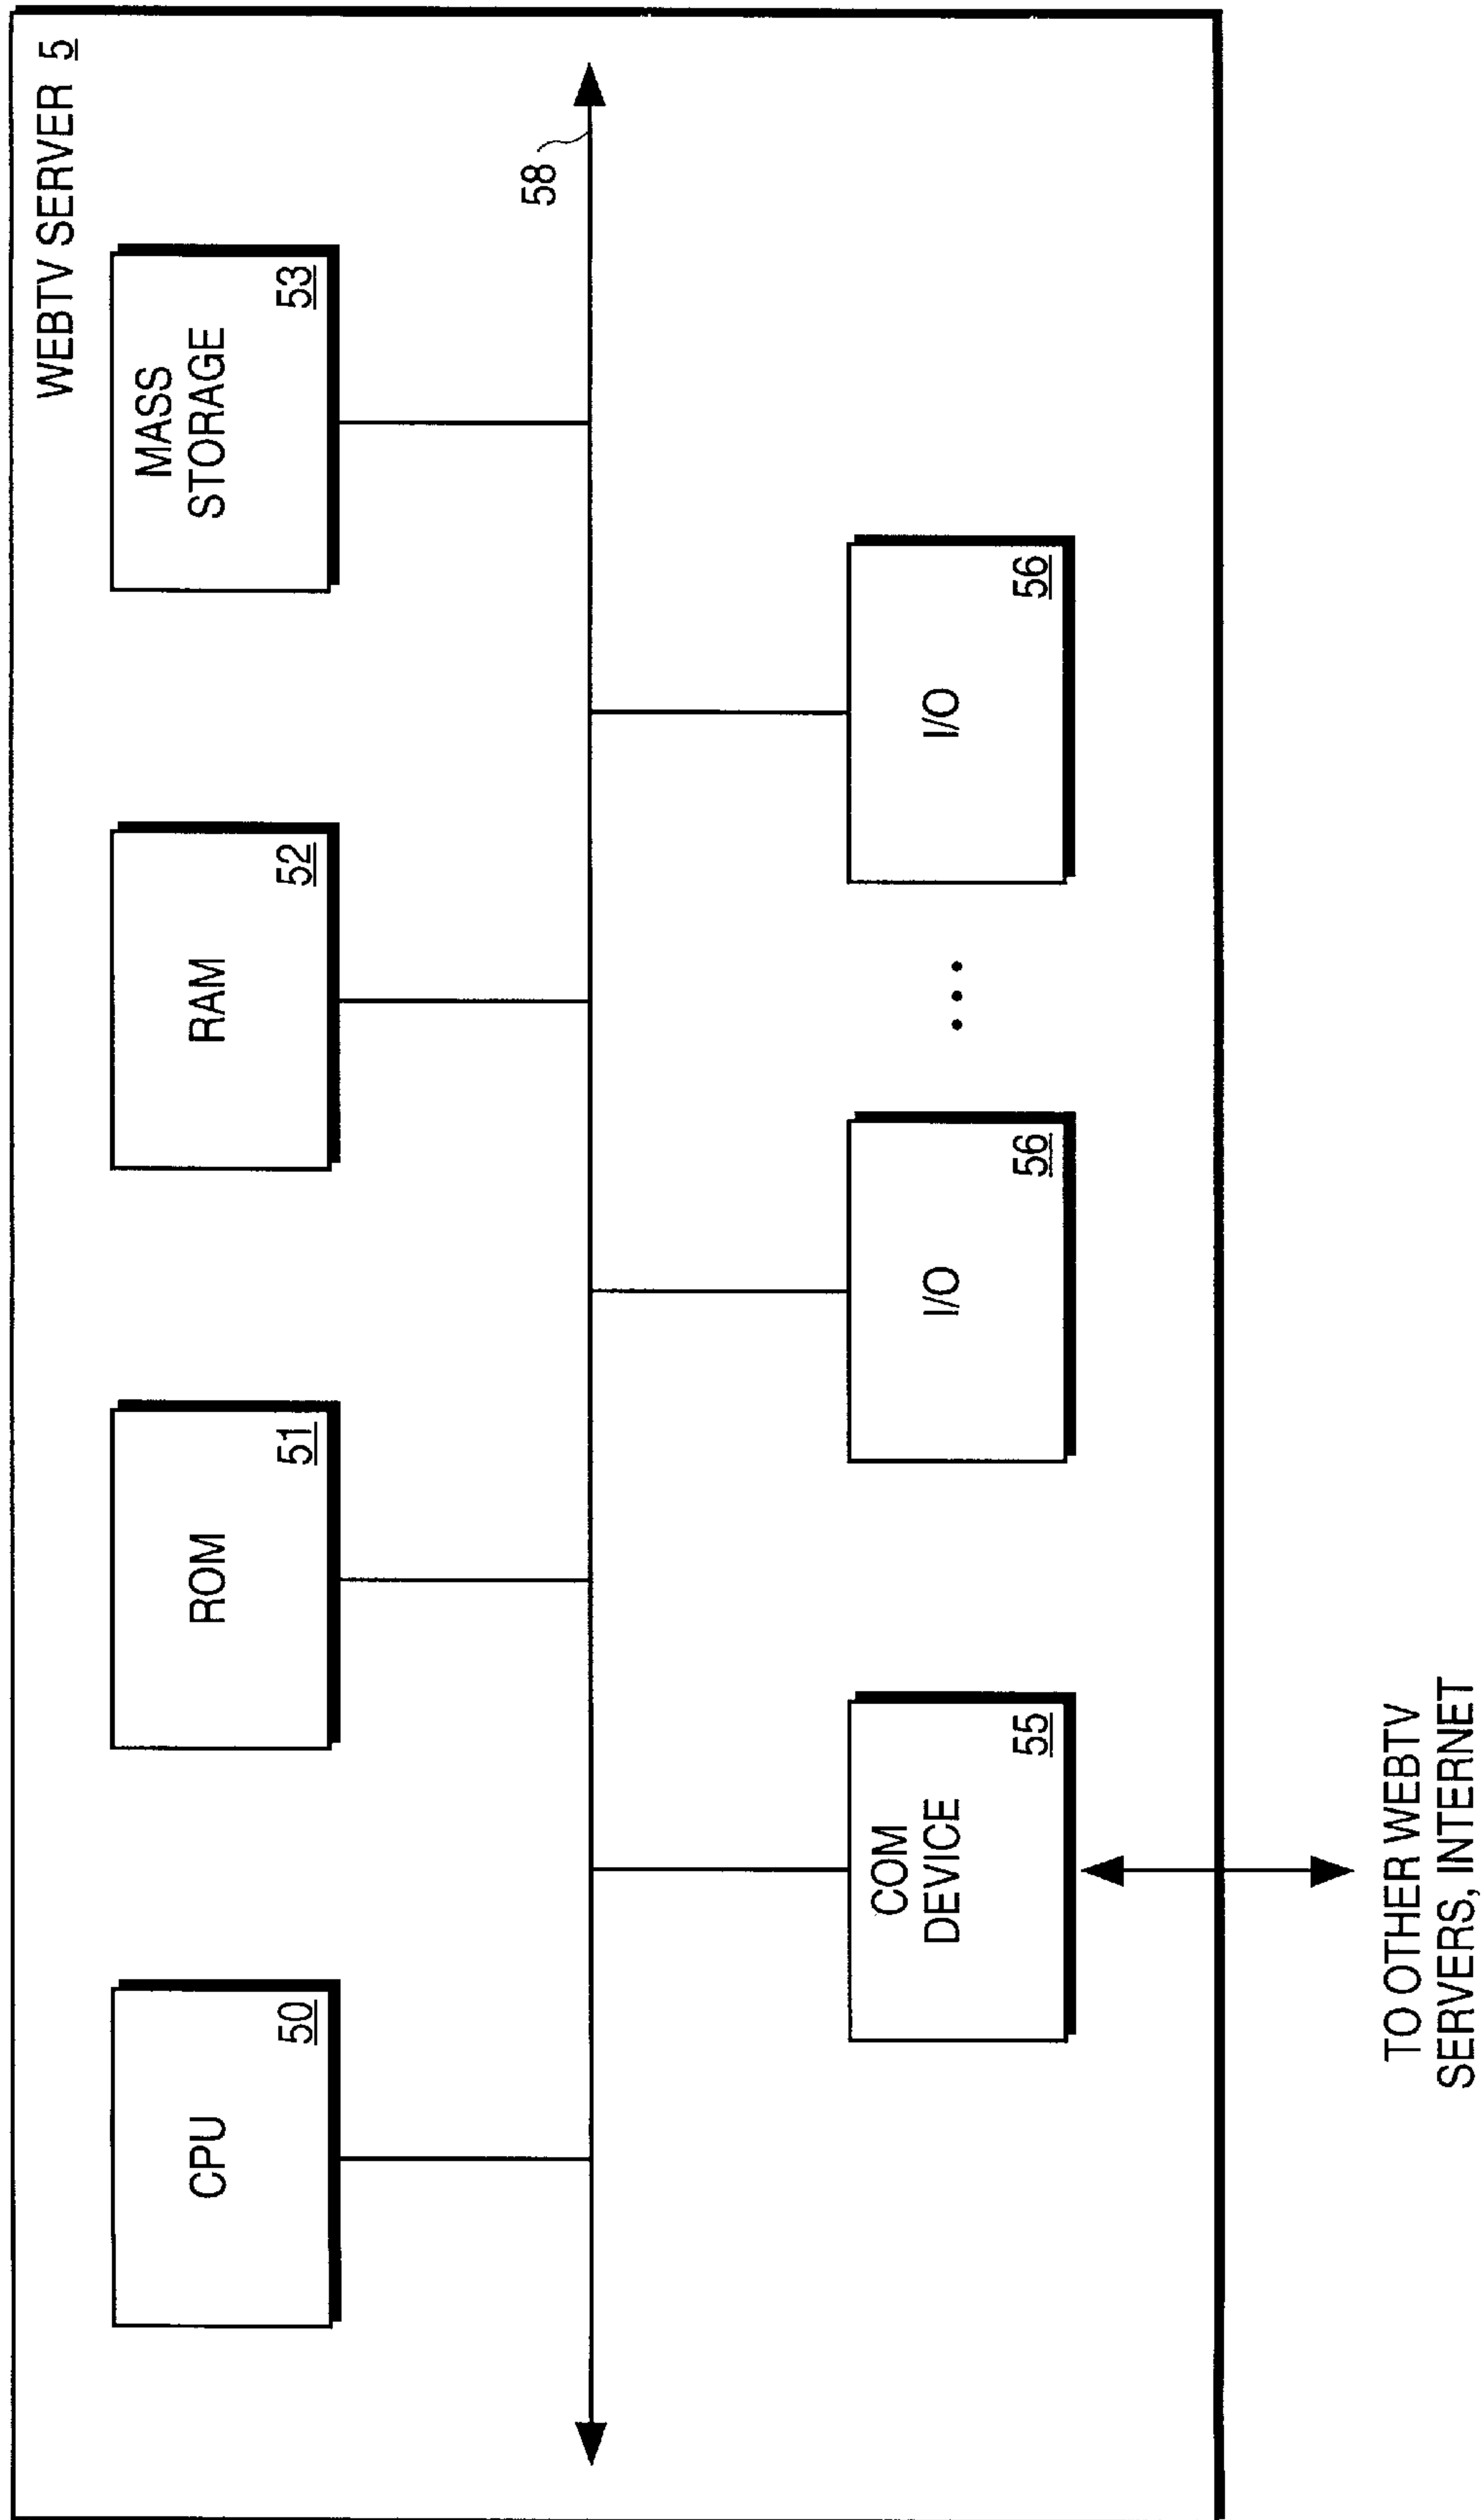 WEBTV SERVER 5
CPU
50
ROM
51
RAM
52
MASS
STORAGE
53
58
COM
DEVICE
55
I/O
56
...
I/O
56
TO OTHER WEBTV
SERVERS, INTERNET